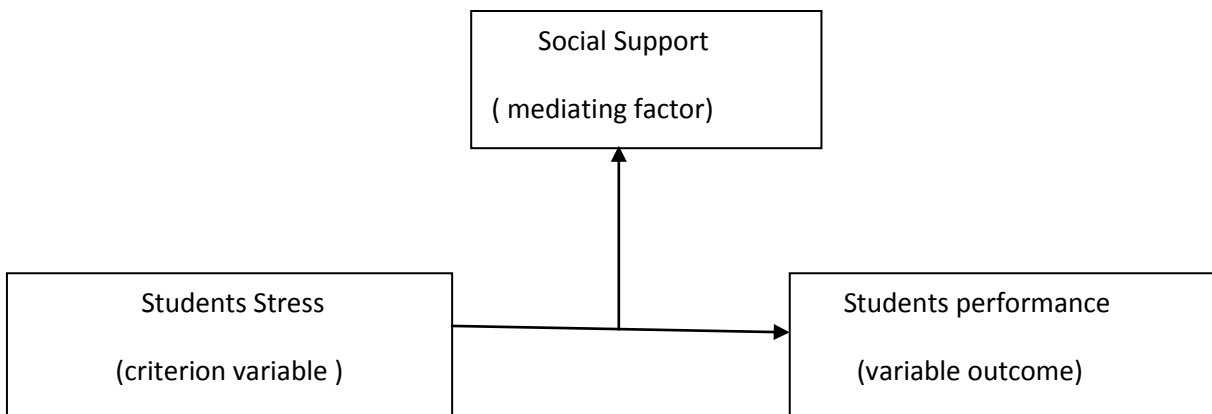 Social Support
( mediating factor)
Students Stress
(criterion variable )
Students performance
(variable outcome)